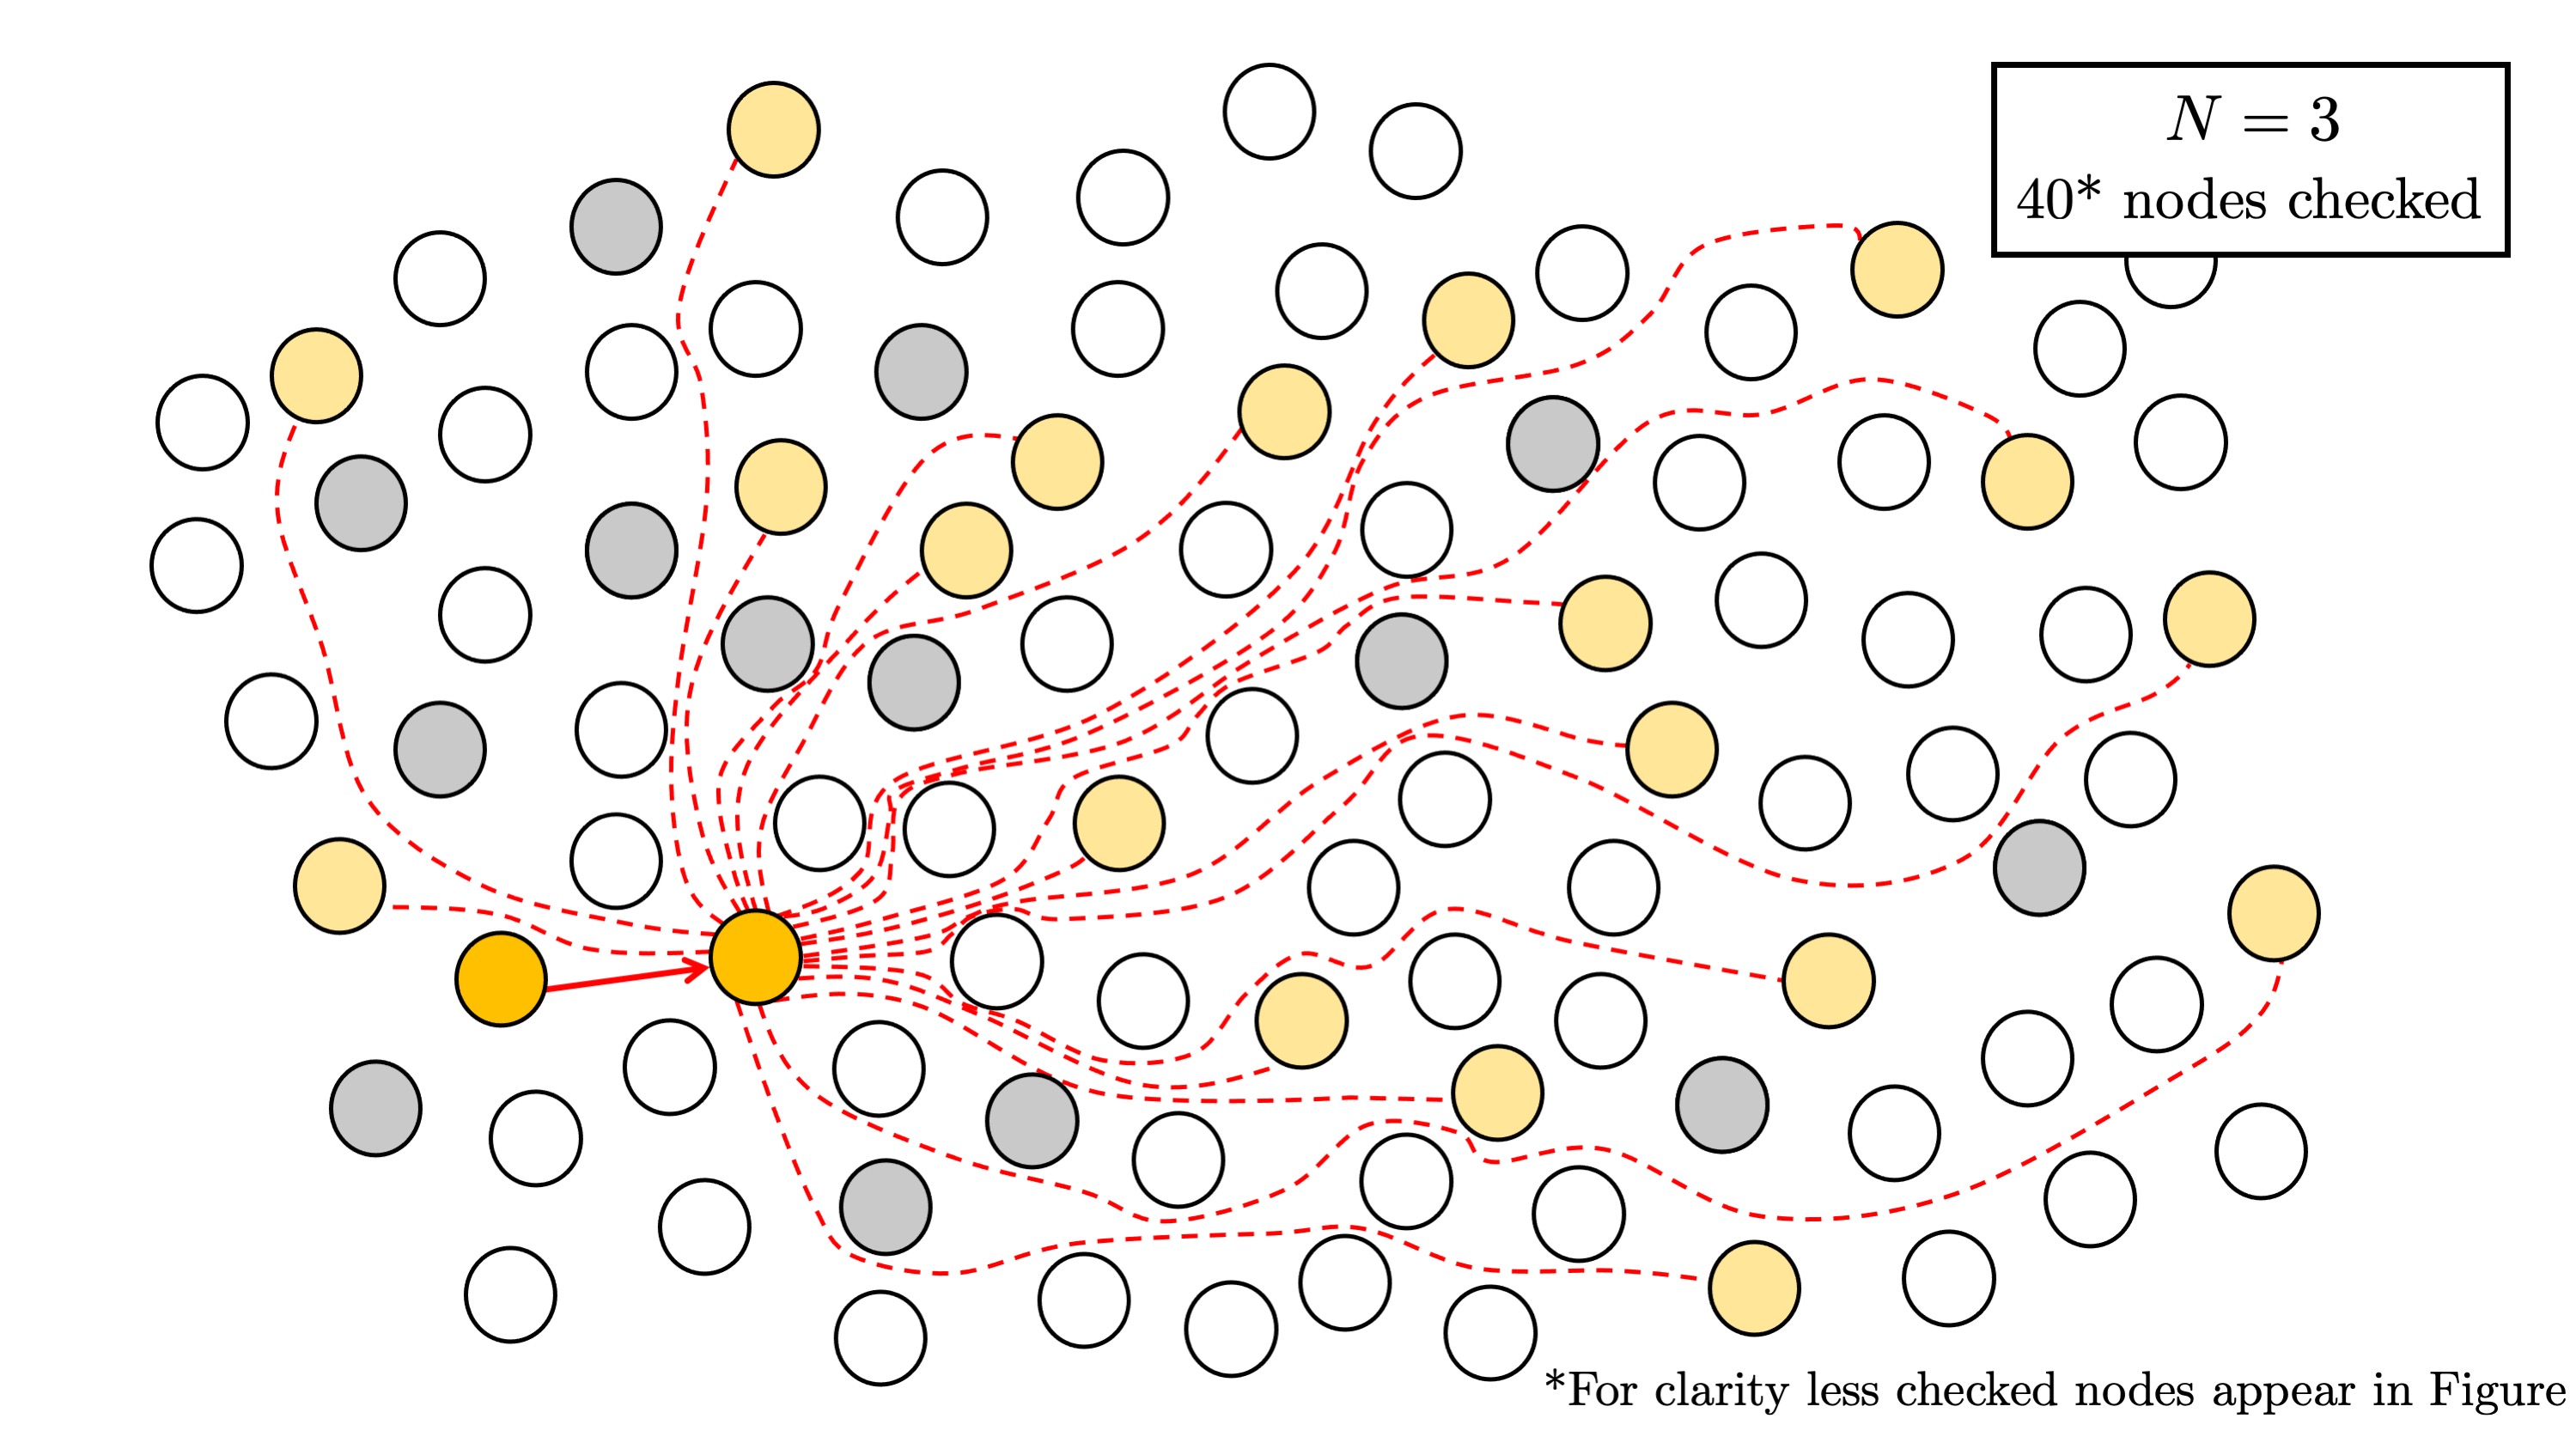 N = 3
40* nodes checked
*For clarity less checked nodes appear in Figure